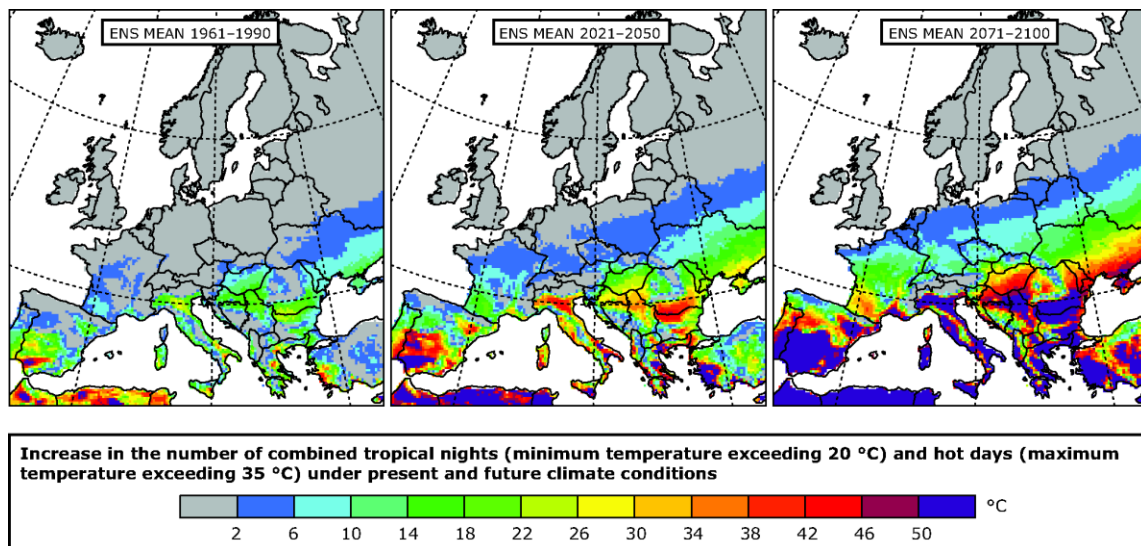 ENS MEAN 1961–1990
ENS MEAN 2021–2050
ENS MEAN 2071–2100
Increase in the number of combined tropical nights (minimum temperature exceeding 20 °C) and hot days (maximum
temperature exceeding 35 °C) under present and future climate conditions
°C
2 6 10 14 18 22 26 30 34 38 42 46 50